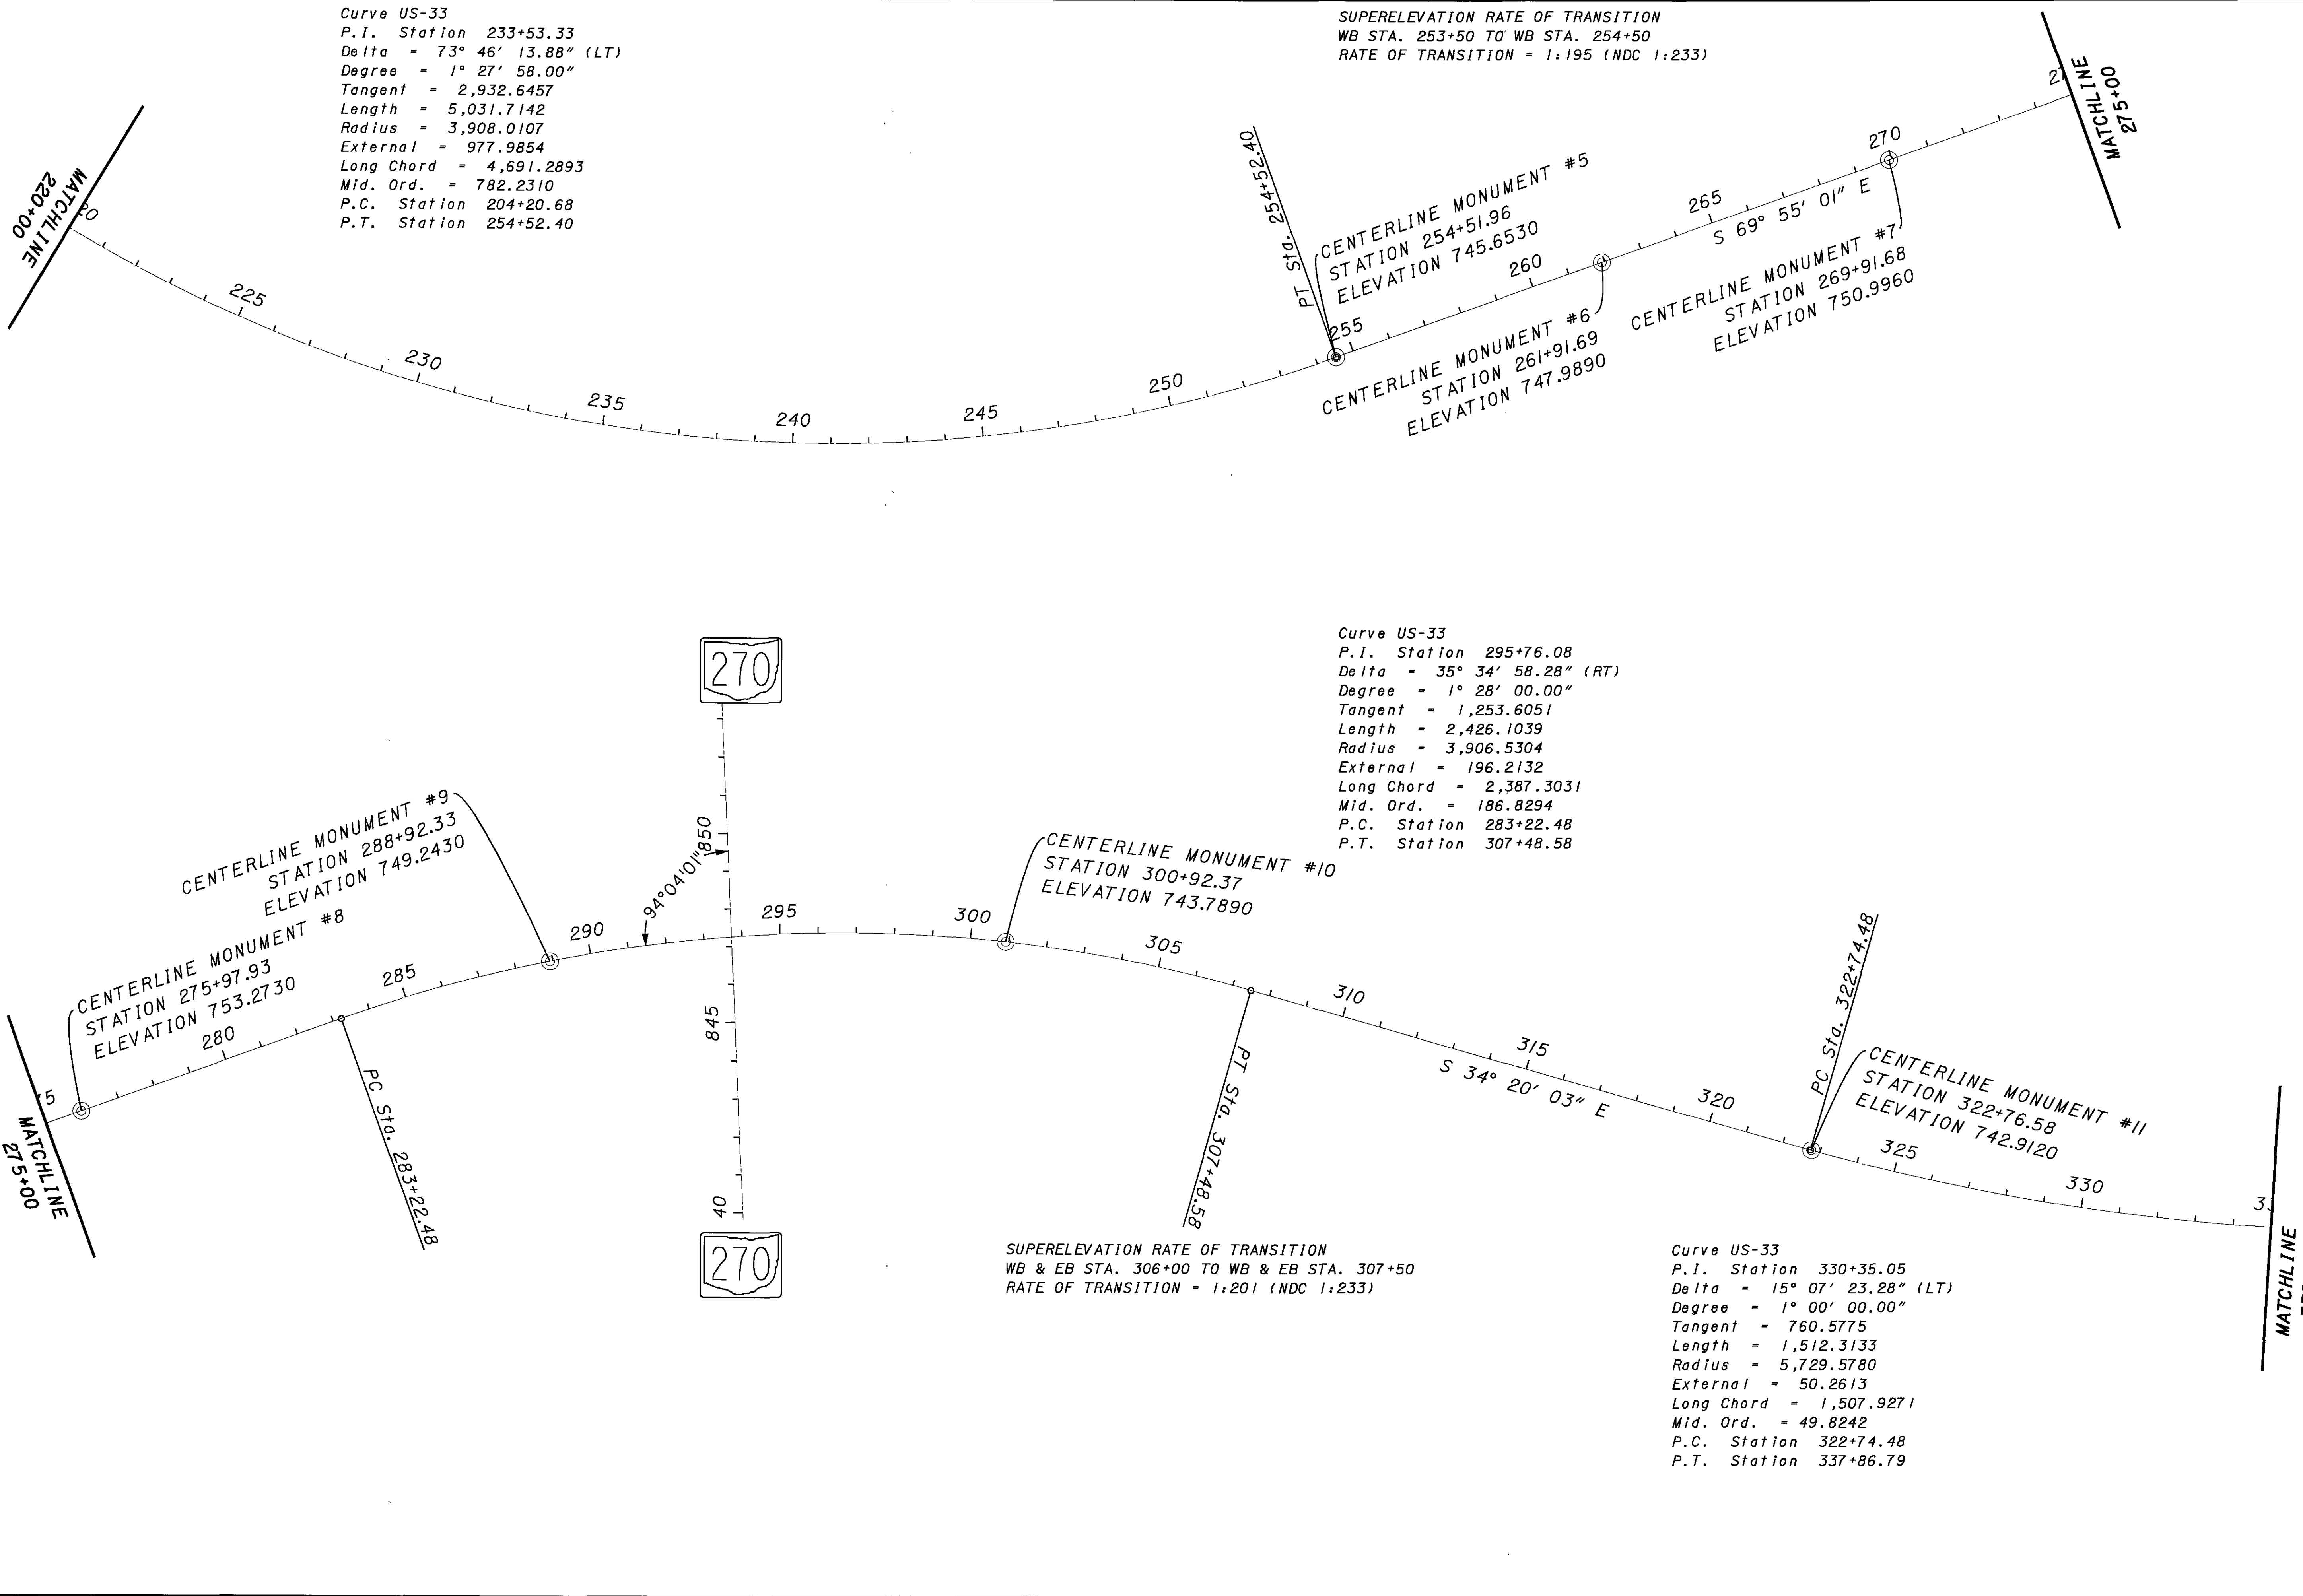 Curve US-33
P.I. Station 233+53.33
Delta = 73° 46' 13.88" (LT)
Degree = 1° 27' 58.00"
Tangent = 2,932.6457
Length = 5,031.7142
Radius = 3,908.0107
External = 977.9854
Long Chord = 4,691.2893
Mid. Ord. = 782.2310
P.C. Station 204+20.68
P.T. Station 254+52.40
SUPERELEVATION RATE OF TRANSITION
WB STA. 253+50 TO WB STA. 254+50
RATE OF TRANSITION = 1:195 (NDC 1:233)
MATCHLINE
220+00
225
230
235
240
245
250
255
260
265
270
PT Sta. 254+52.40
CENTERLINE MONUMENT #5
STATION 254+51.96
ELEVATION 745.6530
CENTERLINE MONUMENT #6
STATION 261+91.69
ELEVATION 747.9890
S 69° 55' 01" E
CENTERLINE MONUMENT #7
STATION 269+91.68
ELEVATION 750.9960
MATCHLINE
275+00
270
Curve US-33
P.I. Station 295+76.08
Delta = 35° 34' 58.28" (RT)
Degree = 1° 28' 00.00"
Tangent = 1,253.6051
Length = 2,426.1039
Radius = 3,906.5304
External = 196.2132
Long Chord = 2,387.3031
Mid. Ord. = 186.8294
P.C. Station 283+22.48
P.T. Station 307+48.58
CENTERLINE MONUMENT #9
STATION 288+92.33
ELEVATION 749.2430
CENTERLINE MONUMENT #8
STATION 275+97.93
ELEVATION 753.2730
94°04'01"
850
845
40
CENTERLINE MONUMENT #10
STATION 300+92.37
ELEVATION 743.7890
MATCHLINE
275+00
5
280
285
290
295
300
305
310
315
320
325
330
PC Sta. 283+22.48
PT Sta. 307+48.58
S 34° 20' 03" E
PC Sta. 322+74.48
CENTERLINE MONUMENT #11
STATION 322+76.58
ELEVATION 742.9120
MATCHLINE
270
SUPERELEVATION RATE OF TRANSITION
WB & EB STA. 306+00 TO WB & EB STA. 307+50
RATE OF TRANSITION = 1:201 (NDC 1:233)
Curve US-33
P.I. Station 330+35.05
Delta = 15° 07' 23.28" (LT)
Degree = 1° 00' 00.00"
Tangent = 760.5775
Length = 1,512.3133
Radius = 5,729.5780
External = 50.2613
Long Chord = 1,507.9271
Mid. Ord. = 49.8242
P.C. Station 322+74.48
P.T. Station 337+86.79